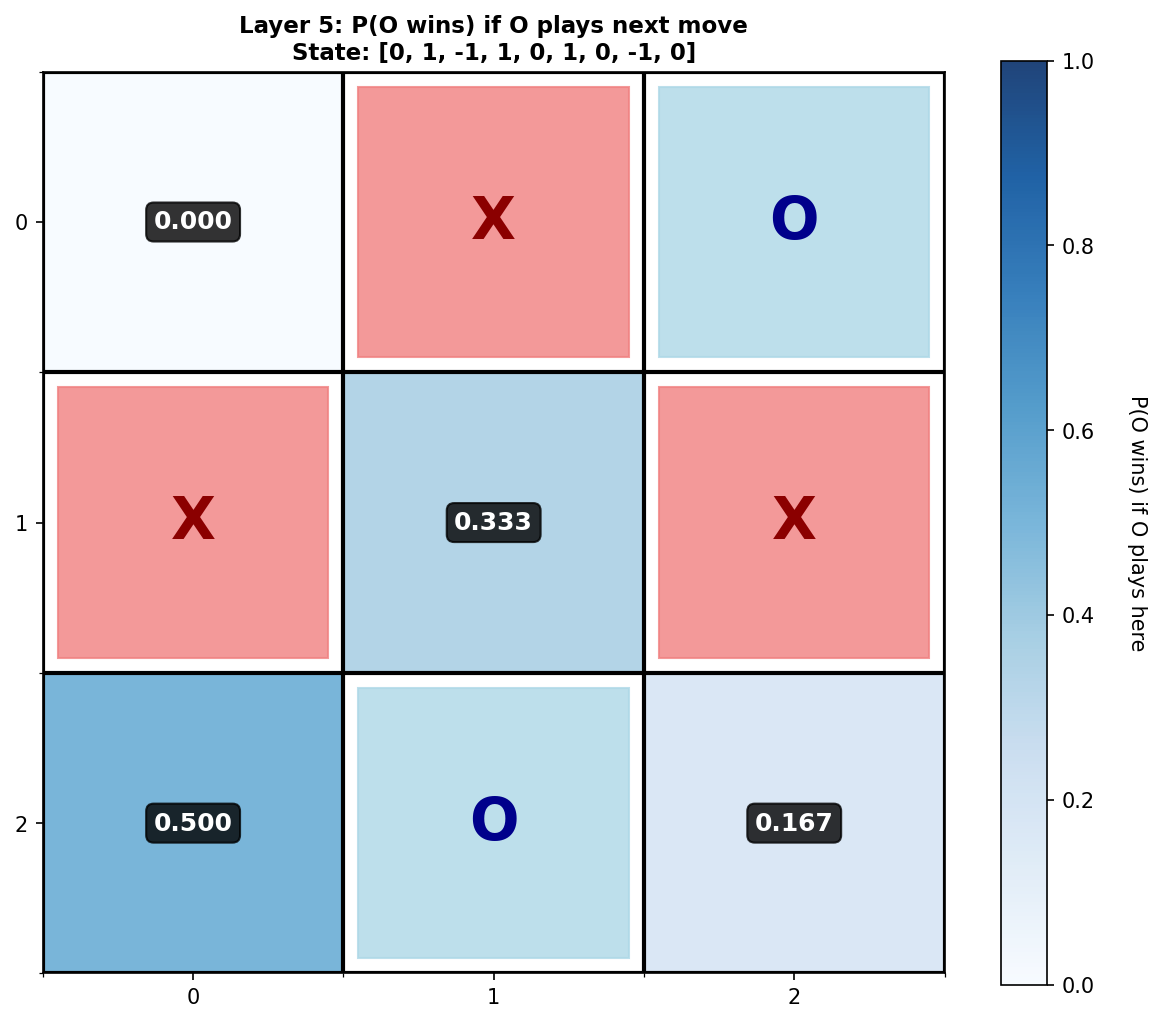 Layer 5: P(O wins) if O plays next move
State: [0, 1, -1, 1, 0, 1, 0, -1, 0]
0
0.000
X
O
1
X
0.333
X
2
0.500
O
0.167
0
1
2
1.0
0.8
0.6
0.4
0.2
0.0
P(O wins) if O plays here